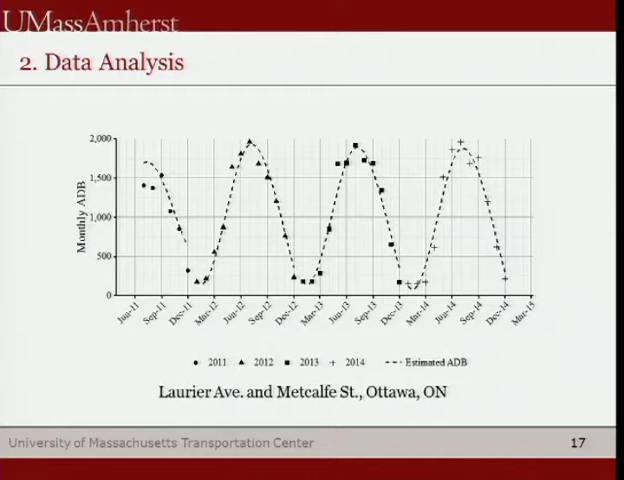 UMassAmherst
2. Data Analysis
2,000
1,500
1,000
500
0
Monthly ADB
Jun-11 Sep-11 Dec-11 Mar-12 Jun-12 Sep-12 Dec-12 Mar-13 Jun-13 Sep-13 Dec-13 Mar-14 Jun-14 Sep-14 Dec-14 Mar-15
2011 2012 2013 2014 Estimated ADB
Laurier Ave. and Metcalfe St., Ottawa, ON
University of Massachusetts Transportation Center 17